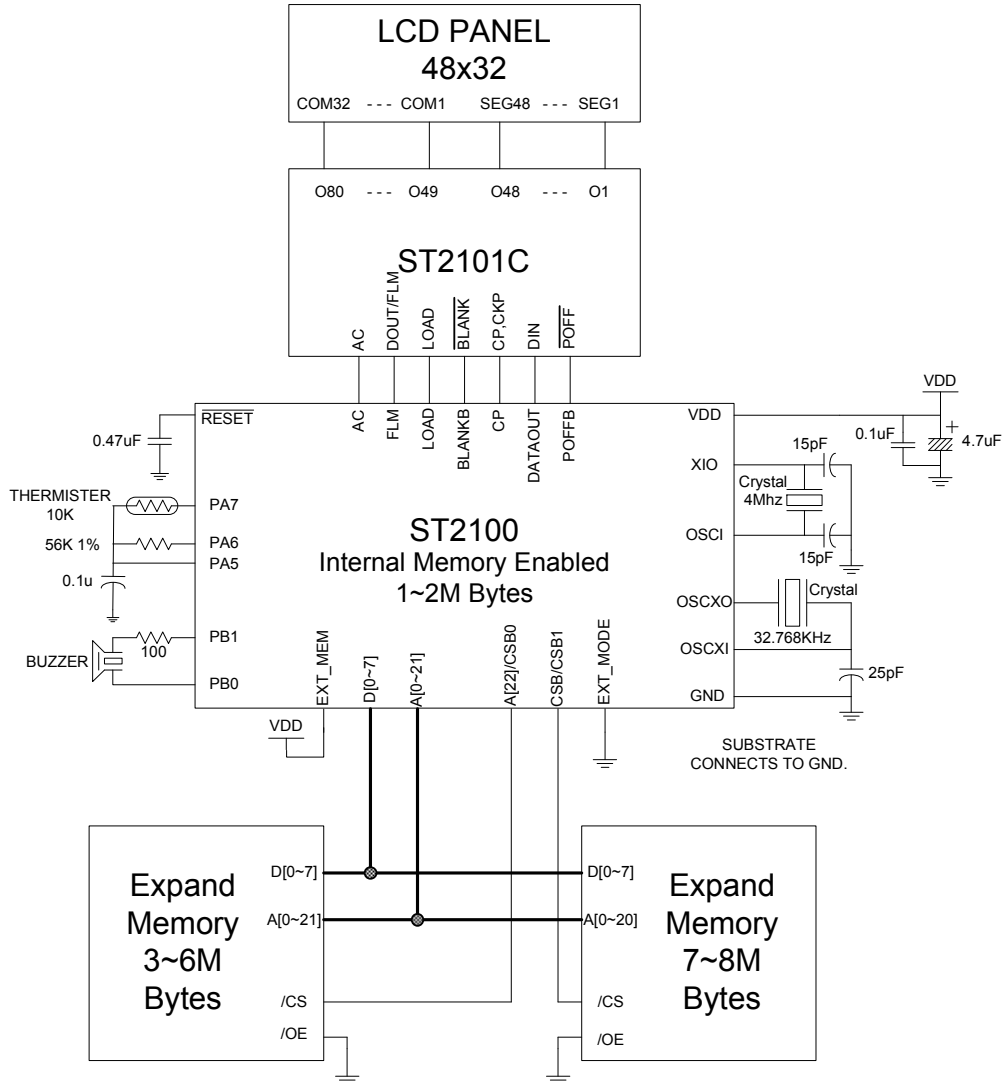 LCD PANEL
48x32
COM32 --- COM1 SEG48 --- SEG1
O80 --- O49 O48 --- O1
ST2101C
AC
DOUT/FLM
LOAD
BLANK
CP,CKP
DIN
POFF
RESET
AC
FLM
LOAD
BLANKB
CP
DATAOUT
POFFB
VDD
VDD
0.47uF
0.1uF
+
4.7uF
15pF
XIO
Crystal
4Mhz
OSCI
15pF
THERMISTER
10K
PA7
56K 1%
PA6
PA5
0.1u
ST2100
Internal Memory Enabled
1~2M Bytes
OSCXO
Crystal
32.768KHz
OSCXI
25pF
GND
PB1
100
BUZZER
PB0
EXT_MEM
D[0~7]
A[0~21]
A[22]/CSB0
CSB/CSB1
EXT_MODE
VDD
SUBSTRATE
CONNECTS TO GND.
Expand
Memory
3~6M
Bytes
D[0~7]
A[0~21]
/CS
/OE
D[0~7]
A[0~20]
/CS
/OE
Expand
Memory
7~8M
Bytes